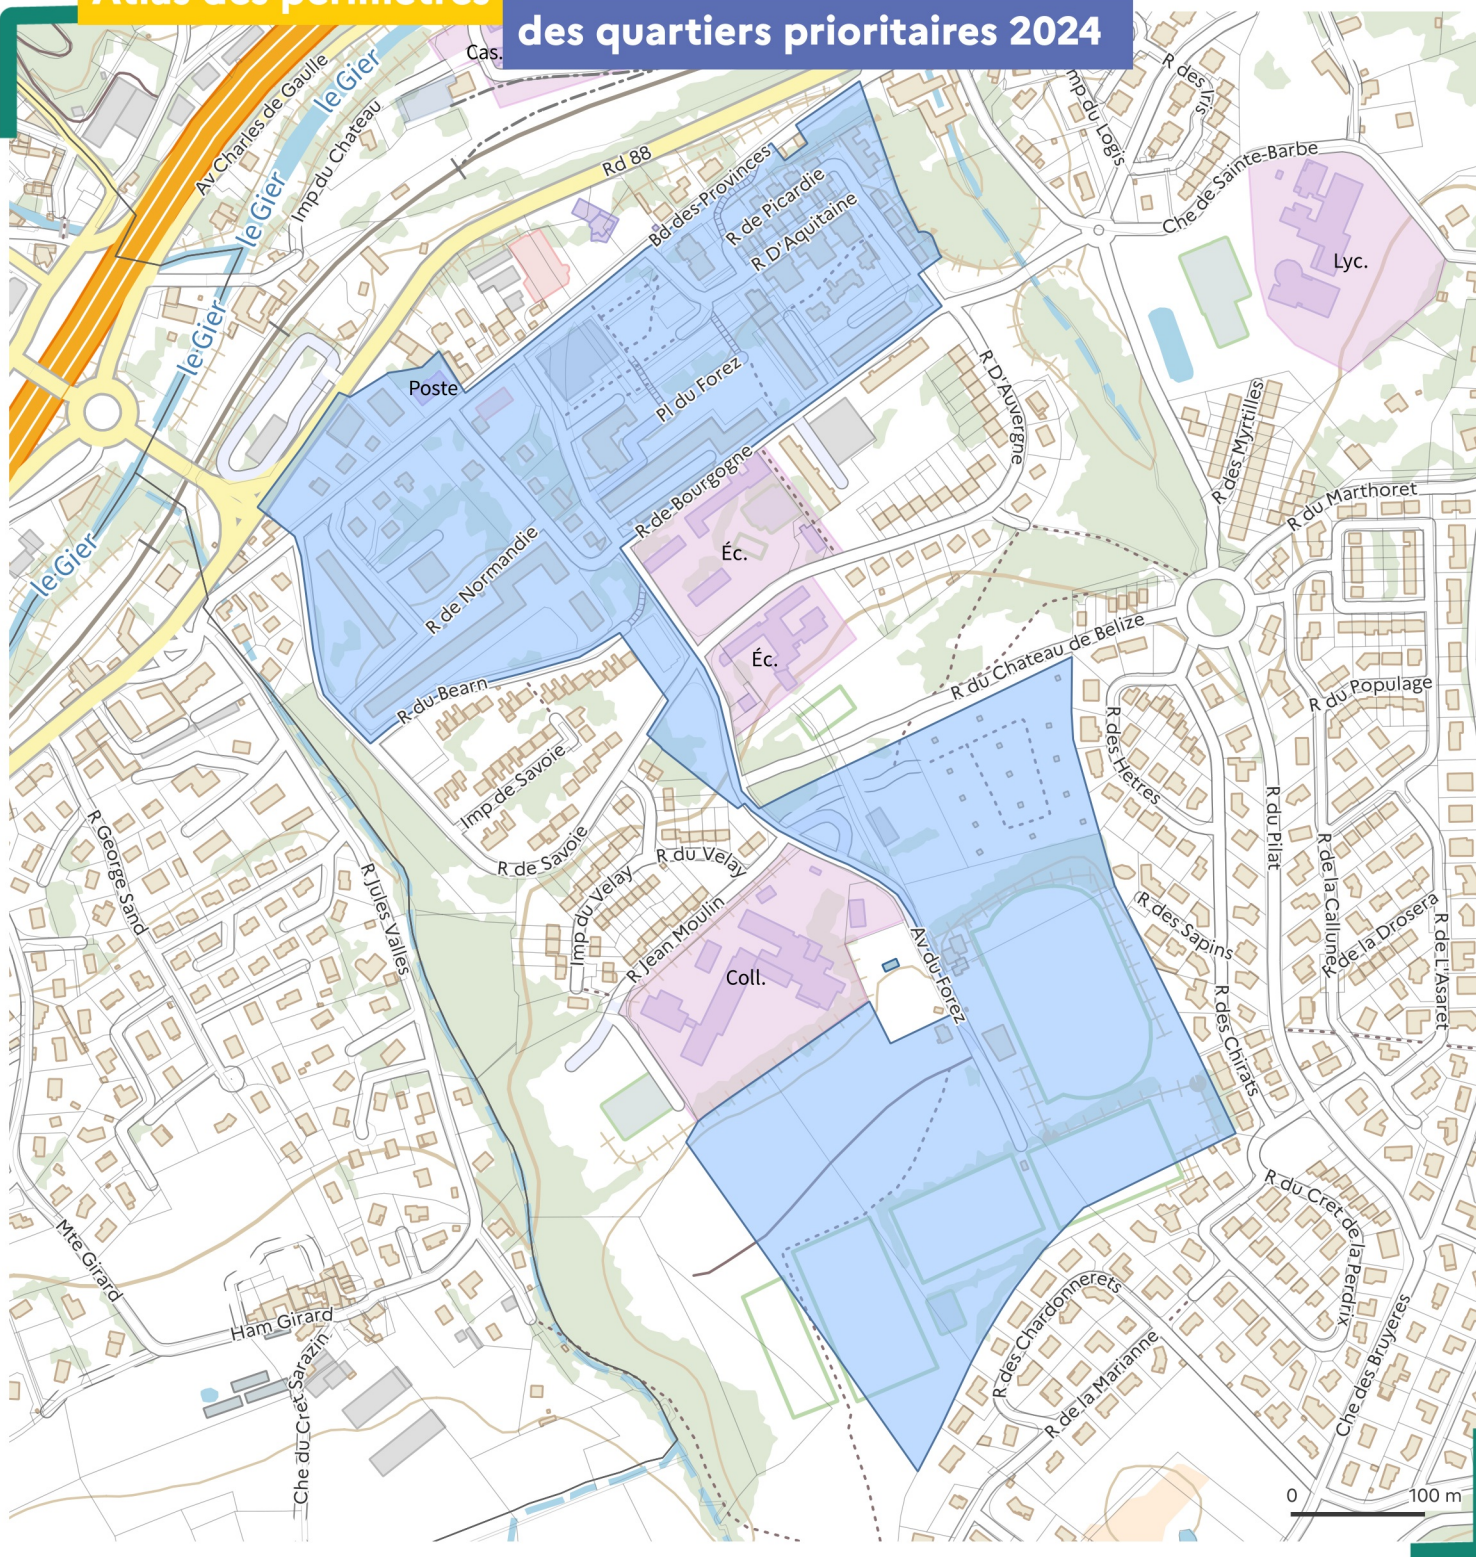 Atlas des périmètres
des quartiers prioritaires 2024
Cas.
Av Charles de Gaulle
le Gier
Imp du Chateau
le Gier
le Gier
le Gier
Rd 88
Bd des Provinces
R de Picardie
R D'Aquitaine
Imp du Logis
R des Iris
Che de Sainte-Barbe
Lyc.
Poste
Pl du Forez
R D'Auvergne
R des Myrtilles
R de Bourgogne
R du Marthoret
Éc.
R de Normandie
Éc.
R du Chateau de Belize
R du Bearn
R du Populage
R des Hetres
Imp de Savoie
R de Savoie
R George Sand
R Jules Valles
R du Velay
Imp du Velay
R Jean Moulin
R du Pilat
R de la Callune
R des Sapins
R de la Drosera
R de L'Asaret
Coll.
Av du Forez
R des Chirats
Mte Girard
R du Cret de la Perdrix
Ham Girard
Che du Cret Sarazin
R des Chardonnerets
R de la Marianne
Che des Bruyeres
0 100 m